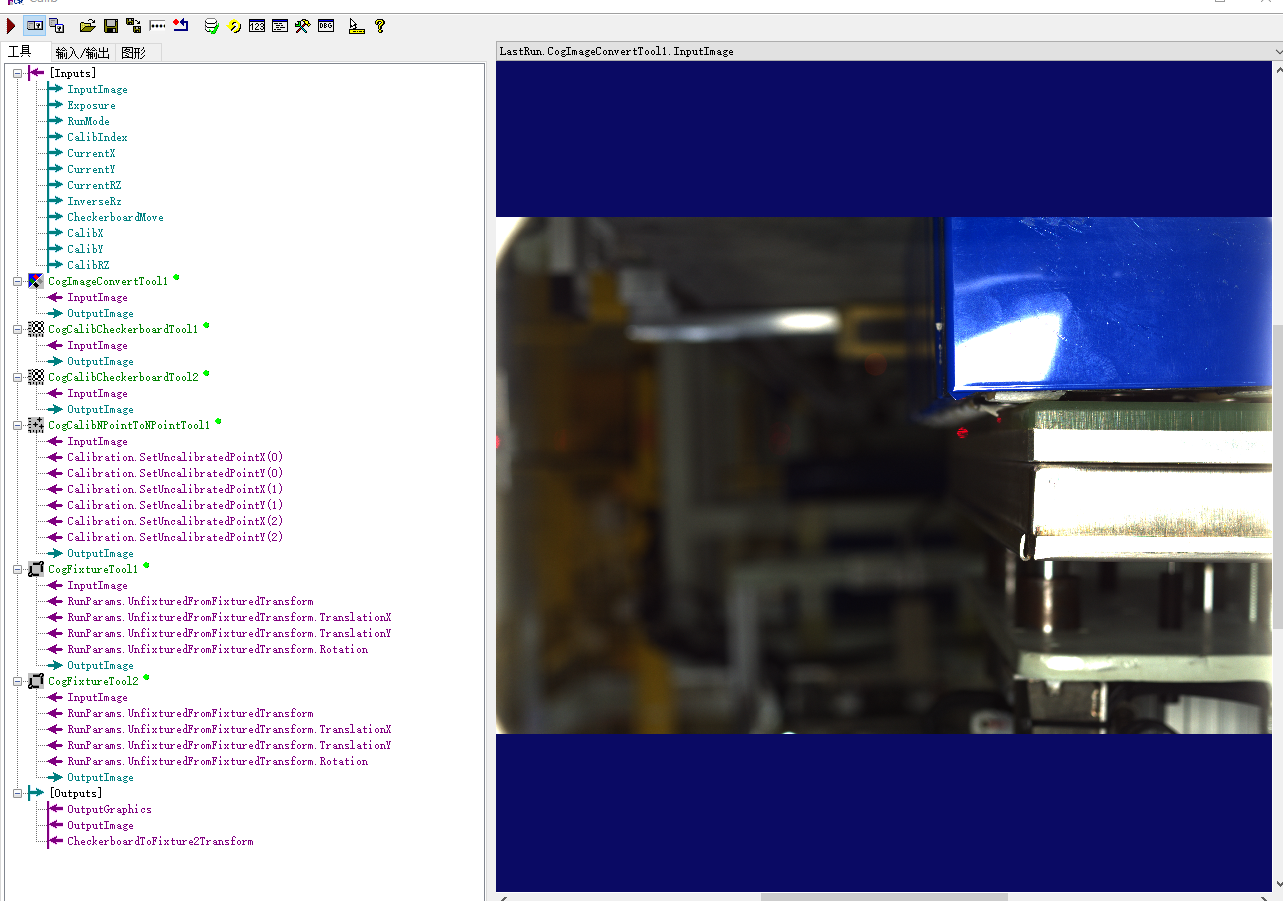 Calib
工具
输入/输出
图形
LastRun.CogImageConvertTool1.InputImage
[Inputs]
InputImage
Exposure
RunMode
CalibIndex
CurrentX
CurrentY
CurrentRZ
InverseRz
CheckerboardMove
CalibX
CalibY
CalibRZ
CogImageConvertTool1
InputImage
OutputImage
CogCalibCheckerboardTool1
InputImage
OutputImage
CogCalibCheckerboardTool2
InputImage
OutputImage
CogCalibNPointToNPointTool1
InputImage
Calibration.SetUncalibratedPointX(0)
Calibration.SetUncalibratedPointY(0)
Calibration.SetUncalibratedPointX(1)
Calibration.SetUncalibratedPointY(1)
Calibration.SetUncalibratedPointX(2)
Calibration.SetUncalibratedPointY(2)
OutputImage
CogFixtureTool1
InputImage
RunParams.UnfixturedFromFixturedTransform
RunParams.UnfixturedFromFixturedTransform.TranslationX
RunParams.UnfixturedFromFixturedTransform.TranslationY
RunParams.UnfixturedFromFixturedTransform.Rotation
OutputImage
CogFixtureTool2
InputImage
RunParams.UnfixturedFromFixturedTransform
RunParams.UnfixturedFromFixturedTransform.TranslationX
RunParams.UnfixturedFromFixturedTransform.TranslationY
RunParams.UnfixturedFromFixturedTransform.Rotation
OutputImage
[Outputs]
OutputGraphics
OutputImage
CheckerboardToFixture2Transform